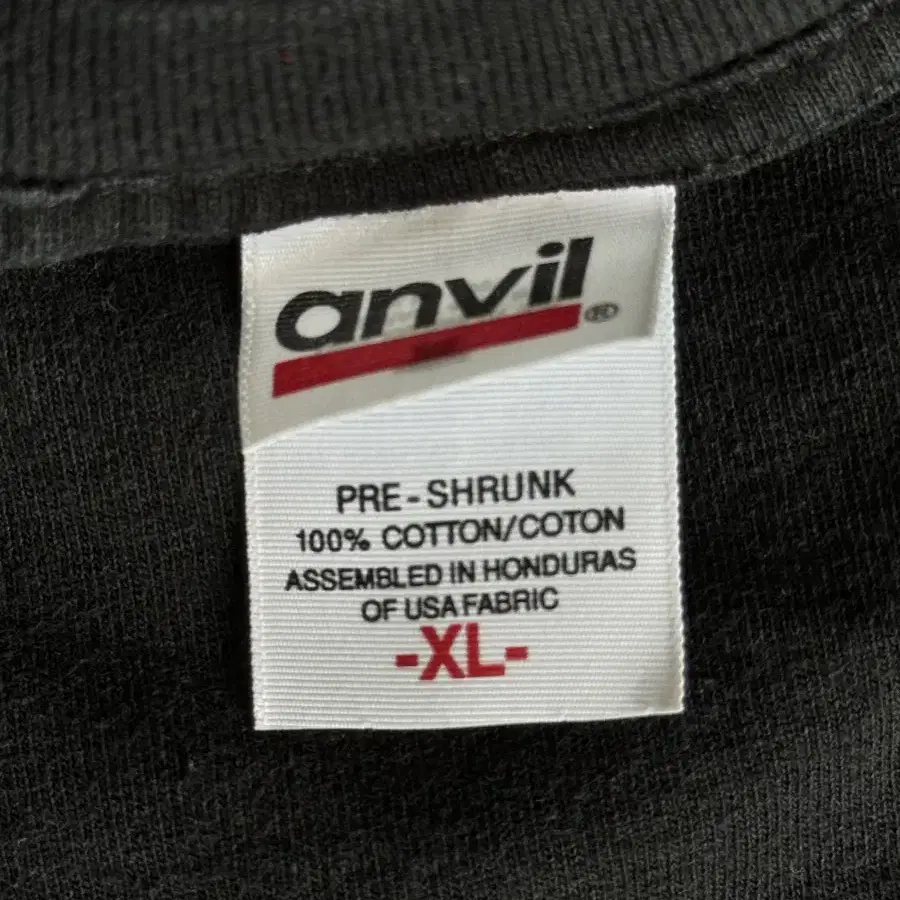 anvil®
PRE-SHRUNK
100% COTTON/COTON
ASSEMBLED IN HONDURAS
OF USA FABRIC
-XL-